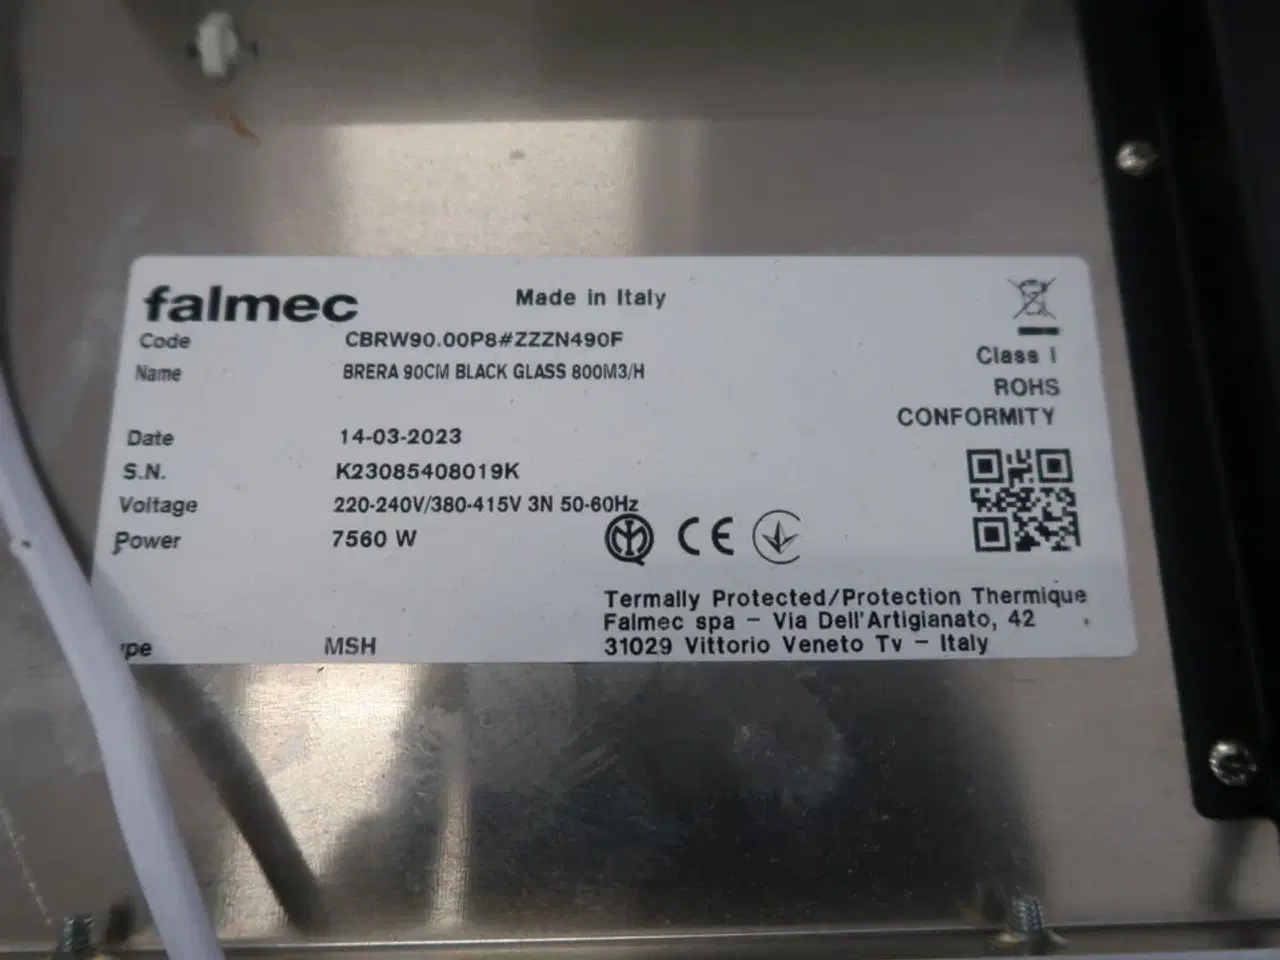 falmec
Made in Italy
Code CBRW90.00P8#ZZZN490F
Name BRERA 90CM BLACK GLASS 800M3/H
Class I
ROHS
CONFORMITY
Date 14-03-2023
S.N. K23085408019K
Voltage 220-240V/380-415V 3N 50-60Hz
Power 7560 W
CE
Termally Protected/Protection Thermique
Falmec spa - Via Dell'Artigianato, 42
ype MSH
31029 Vittorio Veneto Tv - Italy